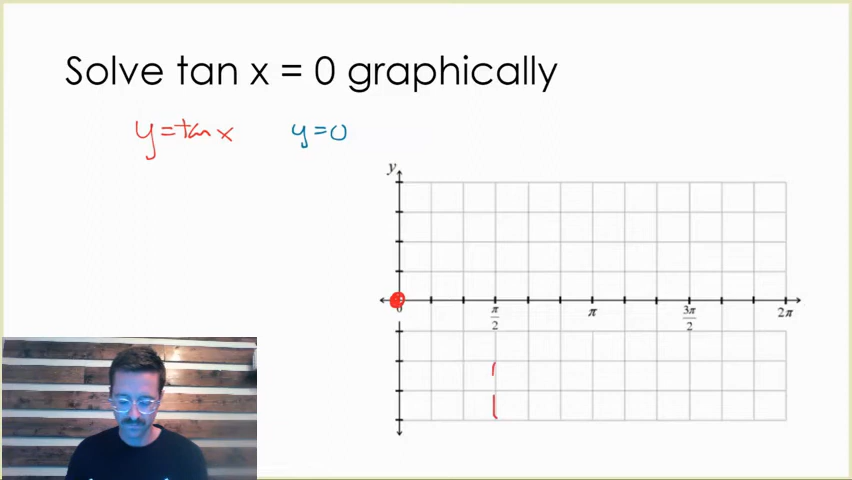 Solve tan x = 0 graphically
y = tan x y = 0
y
0 π/2 π 3π/2 2π